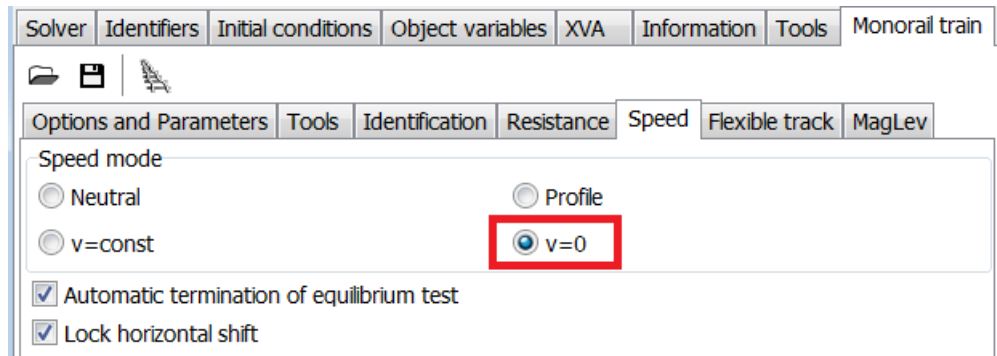 Solver Identifiers Initial conditions Object variables XVA Information Tools Monorail train
Options and Parameters Tools Identification Resistance Speed Flexible track MagLev
Speed mode
Neutral Profile
v=const v=0
Automatic termination of equilibrium test
Lock horizontal shift